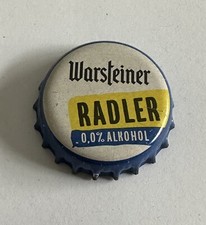 Warsteiner
RADLER
0,0% ALKOHOL